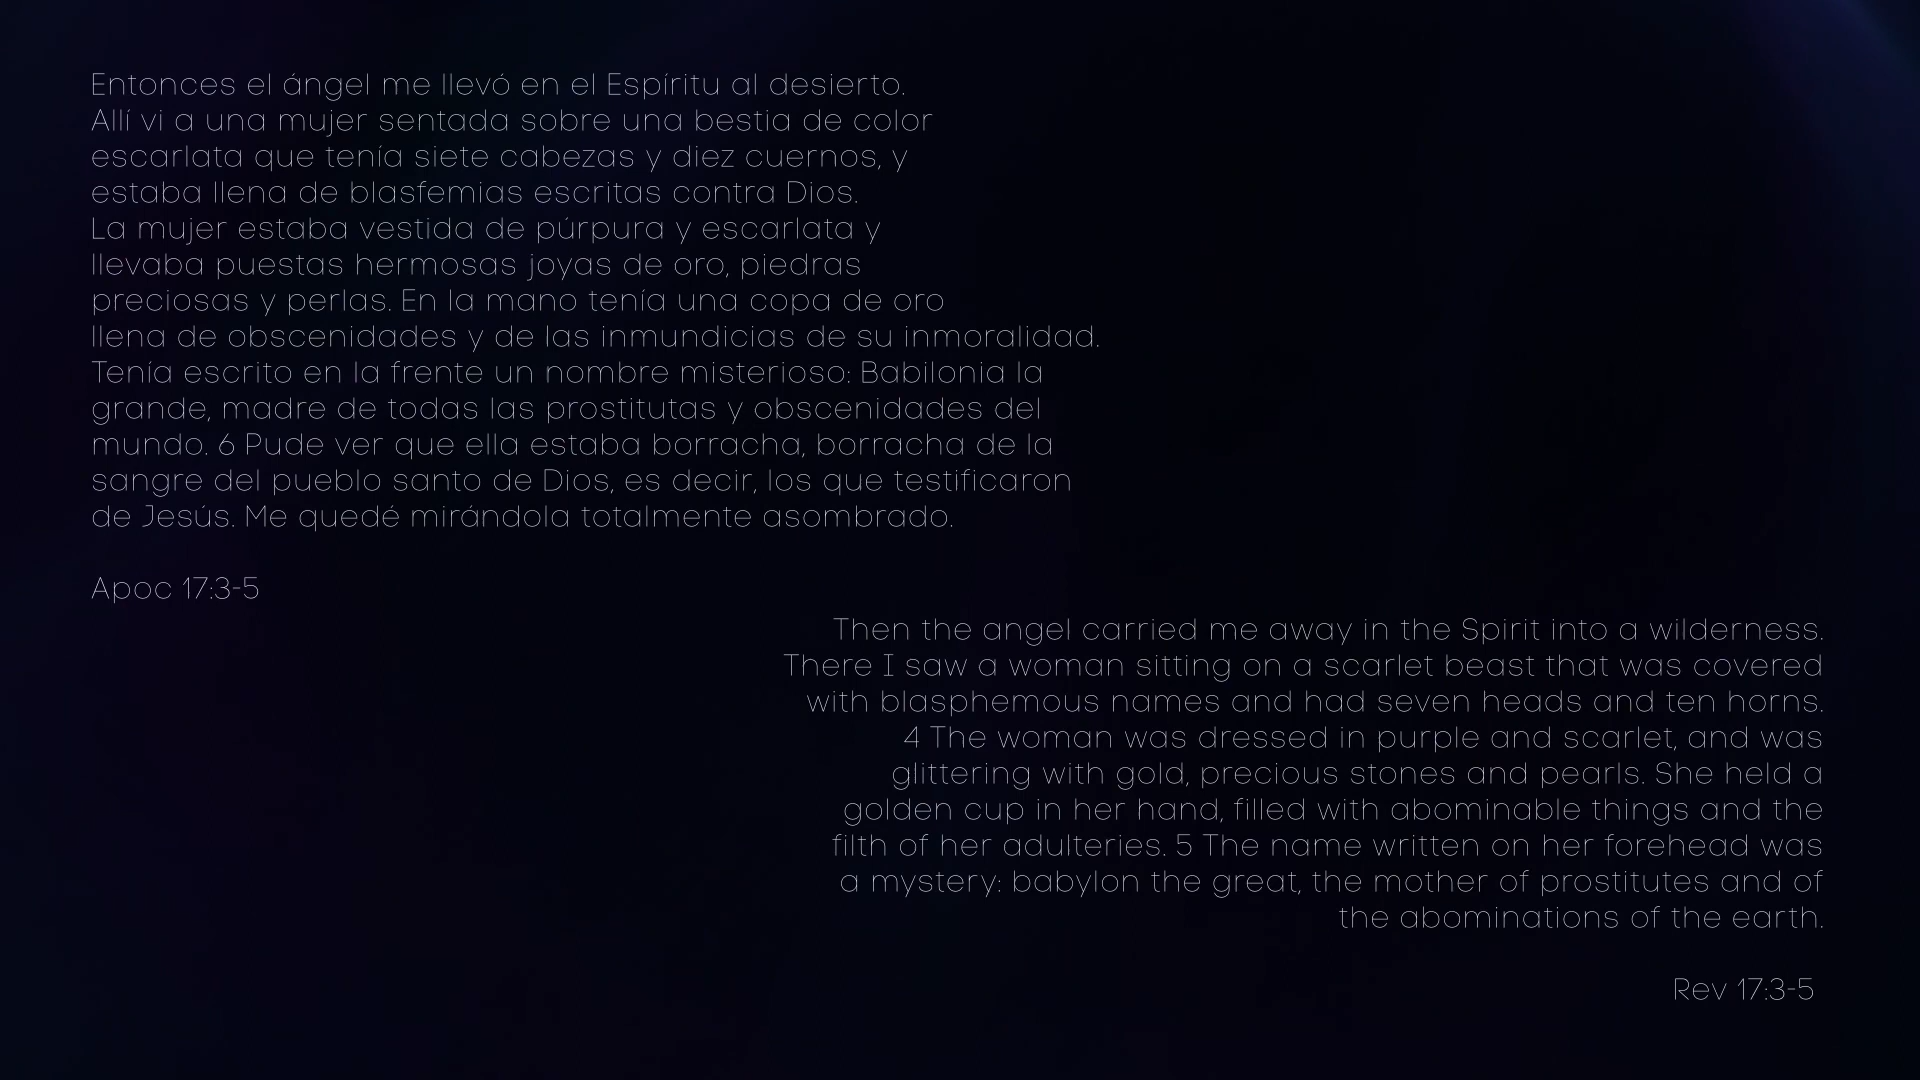 Entonces el ángel me llevó en el Espíritu al desierto.
Allí vi a una mujer sentada sobre una bestia de color
escarlata que tenía siete cabezas y diez cuernos, y
estaba llena de blasfemias escritas contra Dios.
La mujer estaba vestida de púrpura y escarlata y
llevaba puestas hermosas joyas de oro, piedras
preciosas y perlas. En la mano tenía una copa de oro
llena de obscenidades y de las inmundicias de su inmoralidad.
Tenía escrito en la frente un nombre misterioso: Babilonia la
grande, madre de todas las prostitutas y obscenidades del
mundo. 6 Pude ver que ella estaba borracha, borracha de la
sangre del pueblo santo de Dios, es decir, los que testificaron
de Jesús. Me quedé mirándola totalmente asombrado.
Apoc 17:3-5
Then the angel carried me away in the Spirit into a wilderness.
There I saw a woman sitting on a scarlet beast that was covered
with blasphemous names and had seven heads and ten horns.
4 The woman was dressed in purple and scarlet, and was
glittering with gold, precious stones and pearls. She held a
golden cup in her hand, filled with abominable things and the
filth of her adulteries. 5 The name written on her forehead was
a mystery: babylon the great, the mother of prostitutes and of
the abominations of the earth.
Rev 17:3-5